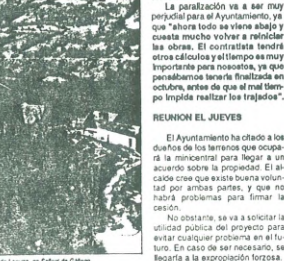 La paralización va a ser muy
perjudial para el Ayuntamiento, ya
que "ahora todo se viene abajo y
cuesta mucho volver a reiniciar
las obras. El contratista tendrá
otros cálculos y el tiempo es muy
importante para nosostos, ya que
pensábamos tenerla finalizada en
octubre, antes de que el mal tiem-
po impida realizar los trajados".
REUNION EL JUEVES
El Ayuntamiento ha citado a los
dueños de los terrenos que ocupa-
rá la minicentral para llegar a un
acuerdo sobre la propiedad. El al-
calde cree que existe buena volun-
tad por ambas partes, y que no
habrá problemas para firmar la
cesión.
No obstante, se va a solicitar la
utilidad pública del proyecto para
evitar cualquier problema en el fu-
turo. En caso de ser necesario, se
llegaría a la expropiación forzosa.